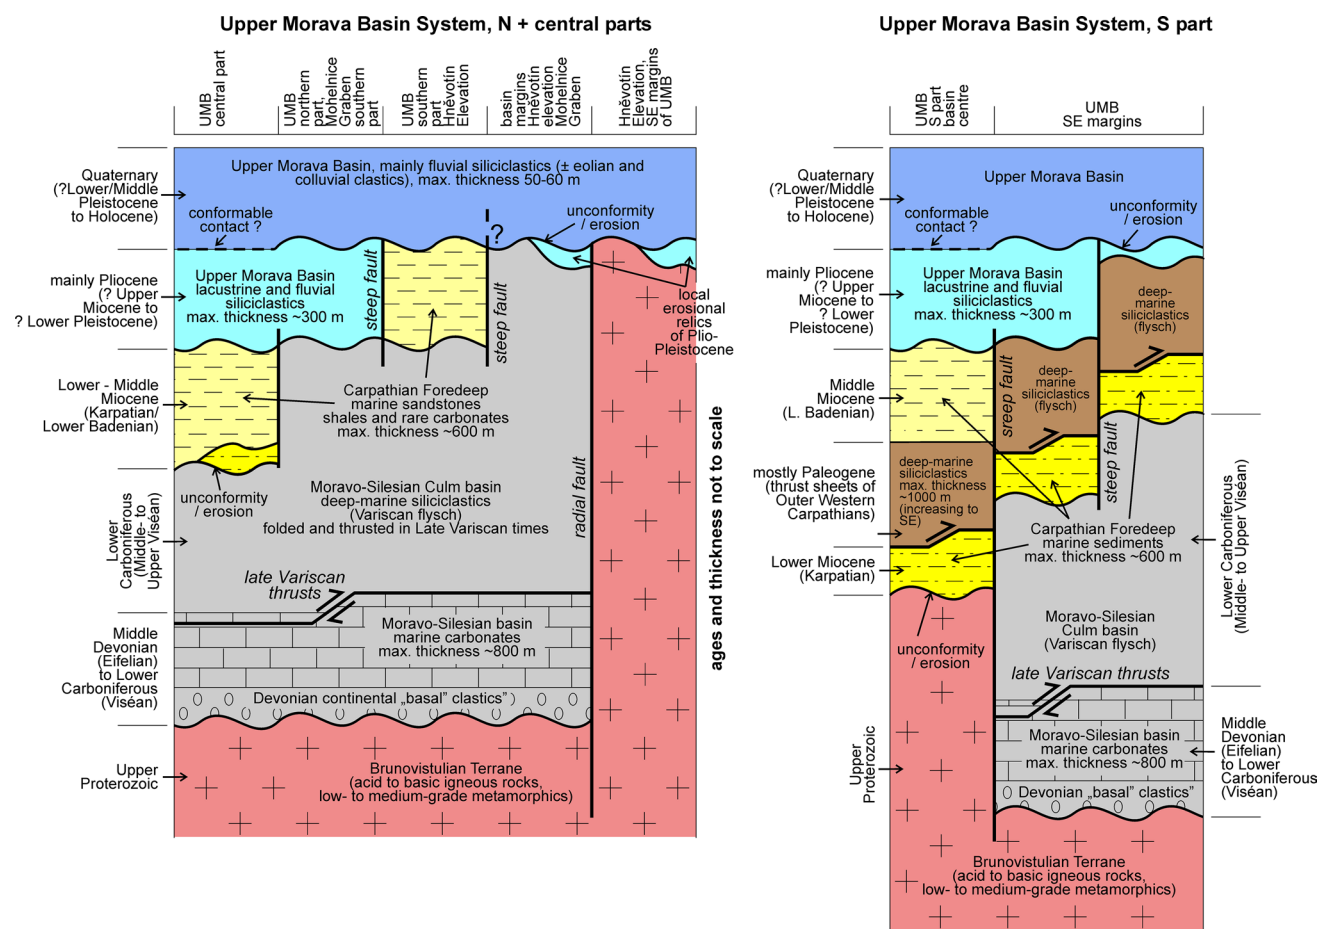 Upper Morava Basin System, N + central parts
UMB
central part
UMB
northern
part,
Mohelnice
Graben
southern
part
UMB
southern
part
Hněvotín
Elevation
basin
margins
Hněvotín
elevation
Mohelnice
Graben
Hněvotín
Elevation,
SE margins
of UMB
Quaternary
(?Lower/Middle
Pleistocene
to Holocene)
mainly Pliocene
(? Upper
Miocene to
? Lower Pleistocene)
Lower - Middle
Miocene
(Karpatian/
Lower Badenian)
Lower
Carboniferous
(Middle- to
Upper Viséan)
Middle
Devonian
(Eifelian)
to Lower
Carboniferous
(Viséan)
Upper
Proterozoic
Upper Morava Basin, mainly fluvial siliciclastics (± eolian and
colluvial clastics), max. thickness 50-60 m
conformable
contact ?
unconformity
/ erosion
?
Upper Morava Basin
lacustrine and fluvial
siliciclastics
max. thickness ~300 m
steep fault
steep fault
local
erosional
relics
of Plio-
Pleistocene
Carpathian Foredeep
marine sandstones
shales and rare carbonates
max. thickness ~600 m
unconformity
/ erosion
Moravo-Silesian Culm basin
deep-marine siliciclastics
(Variscan flysch)
folded and thrusted in Late Variscan times
radial fault
late Variscan
thrusts
Moravo-Silesian basin
marine carbonates
max. thickness ~800 m
Devonian continental „basal” clastics”
Brunovistulian Terrane
(acid to basic igneous rocks,
low- to medium-grade metamorphics)
ages and thickness not to scale
Upper Morava Basin System, S part
UMB
S part
basin
centre
UMB
SE margins
Quaternary
(?Lower/Middle
Pleistocene
to Holocene)
mainly Pliocene
(? Upper
Miocene to
? Lower
Pleistocene)
Middle
Miocene
(L. Badenian)
mostly Paleogene
(thrust sheets of
Outer Western
Carpathians)
Lower Miocene
(Karpatian)
Upper
Proterozoic
Upper Morava Basin
conformable
contact ?
unconformity
/ erosion
Upper Morava Basin
lacustrine and fluvial
siliciclastics
max. thickness ~300 m
deep-
marine
siliciclastics
(flysch)
deep-
marine
siliciclastics
(flysch)
sreep fault
steep fault
deep-marine
siliciclastics
max. thickness
~1000 m
(increasing to
SE)
Carpathian Foredeep
marine sediments
max. thickness ~600 m
unconformity
/ erosion
Moravo-Silesian
Culm basin
(Variscan flysch)
late Variscan thrusts
Moravo-Silesian basin
marine carbonates
max. thickness ~800 m
Devonian „basal” clastics”
Brunovistulian Terrane
(acid to basic igneous rocks,
low- to medium-grade metamorphics)
Lower Carboniferous
(Middle- to Upper Viséan)
Middle
Devonian
(Eifelian)
to Lower
Carboniferous
(Viséan)